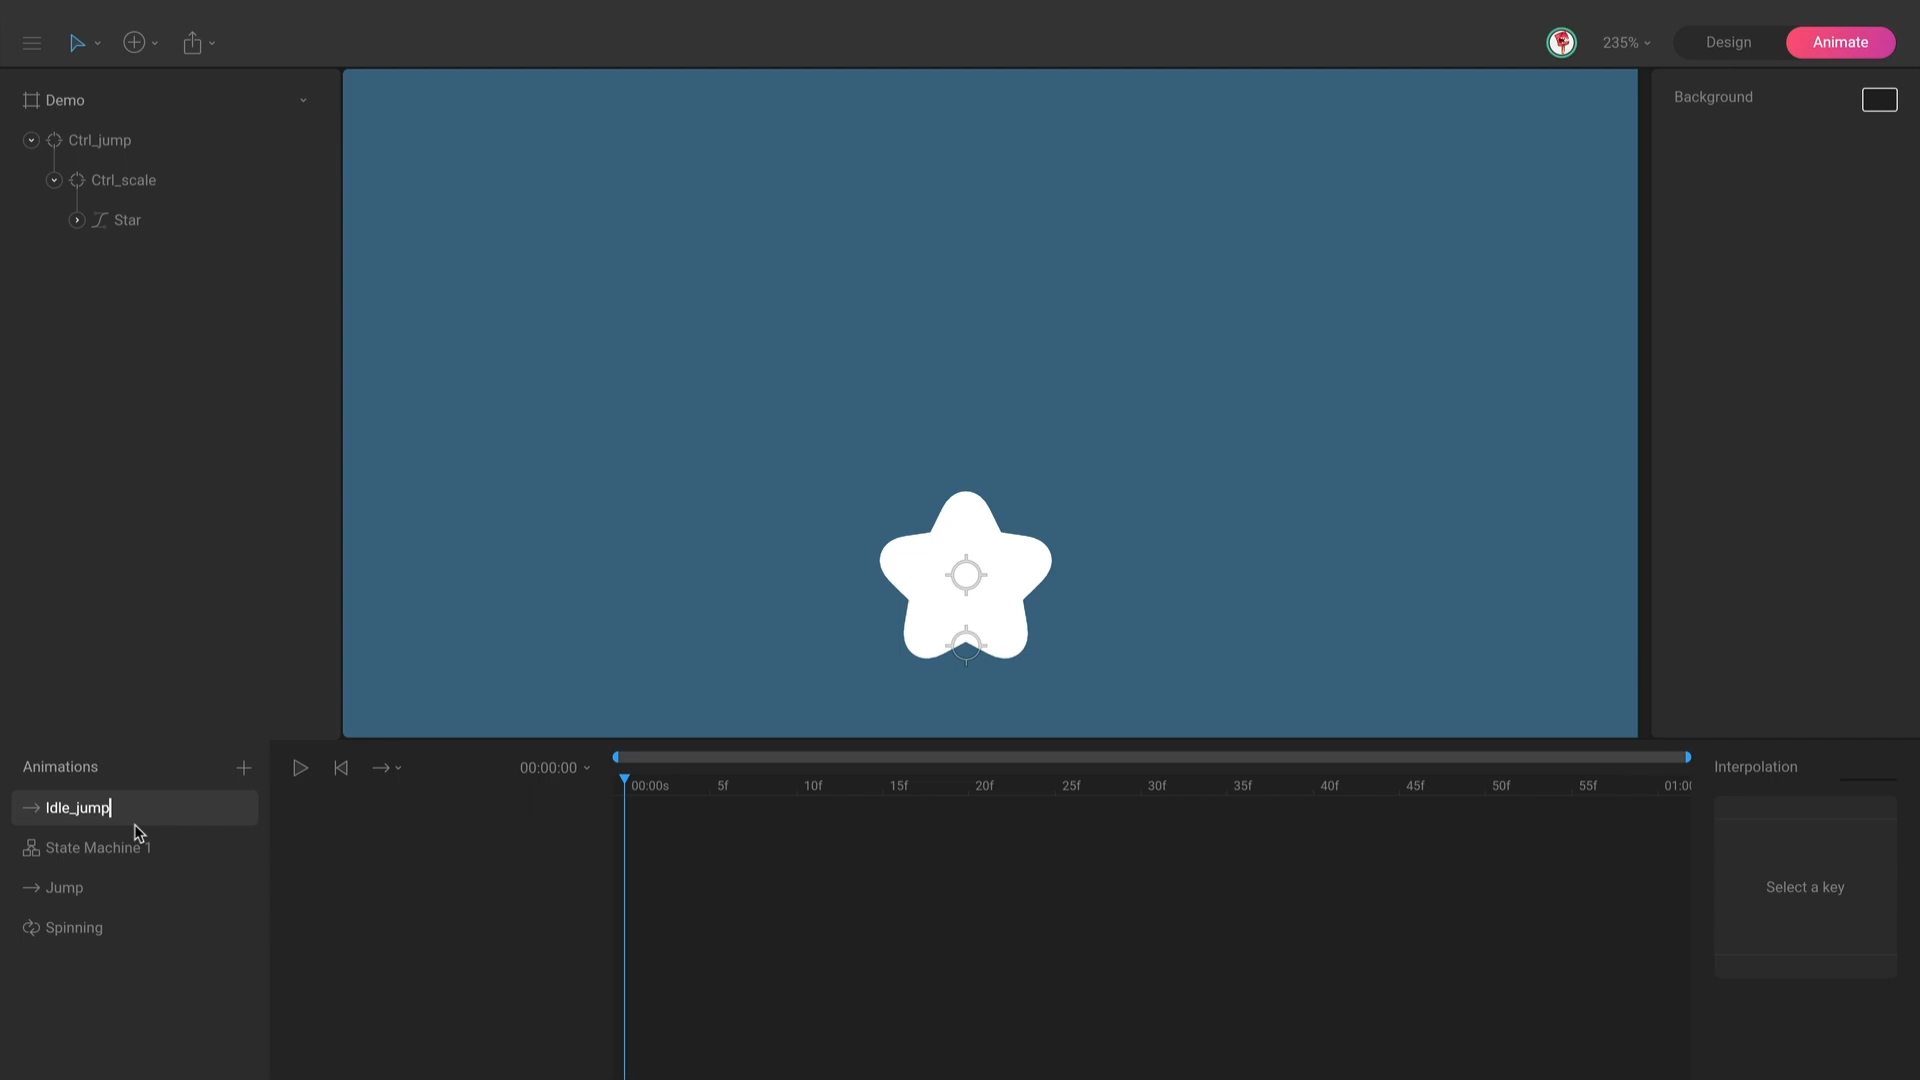 235%
Design
Animate
Demo
Ctrl_jump
Ctrl_scale
Star
Background
Animations
Idle_jump
State Machine 1
Jump
Spinning
00:00:00
00:00s 5f 10f 15f 20f 25f 30f 35f 40f 45f 50f 55f 01:00
Interpolation
Select a key